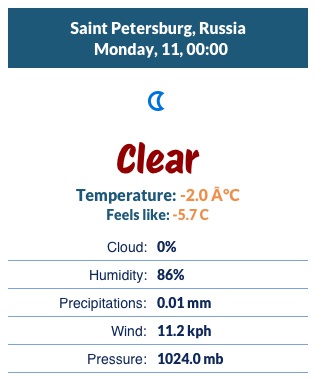 Saint Petersburg, Russia
Monday, 11, 00:00
Clear
Temperature: -2.0 Â°C
Feels like: -5.7 C
Cloud: 0%
Humidity: 86%
Precipitations: 0.01 mm
Wind: 11.2 kph
Pressure: 1024.0 mb